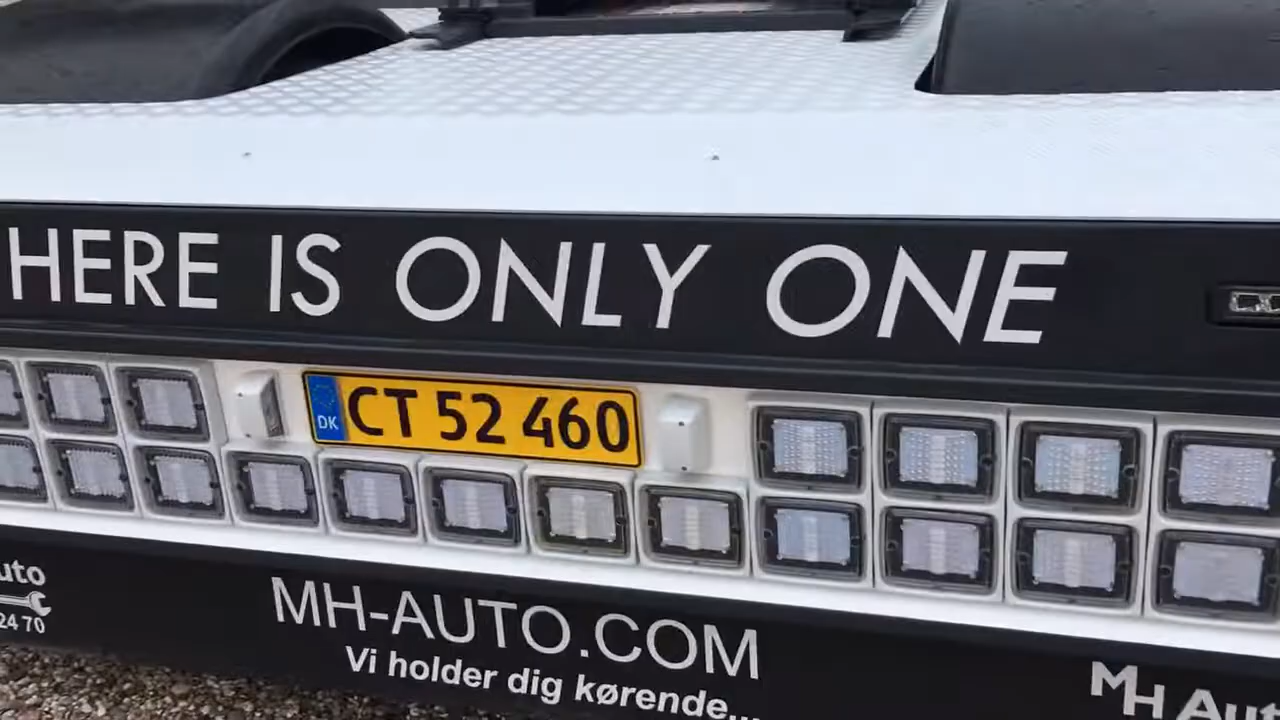 HERE IS ONLY ONE
DK CT 52 460
uto
24 70
MH-AUTO.COM
Vi holder dig kørende...
MH Aut